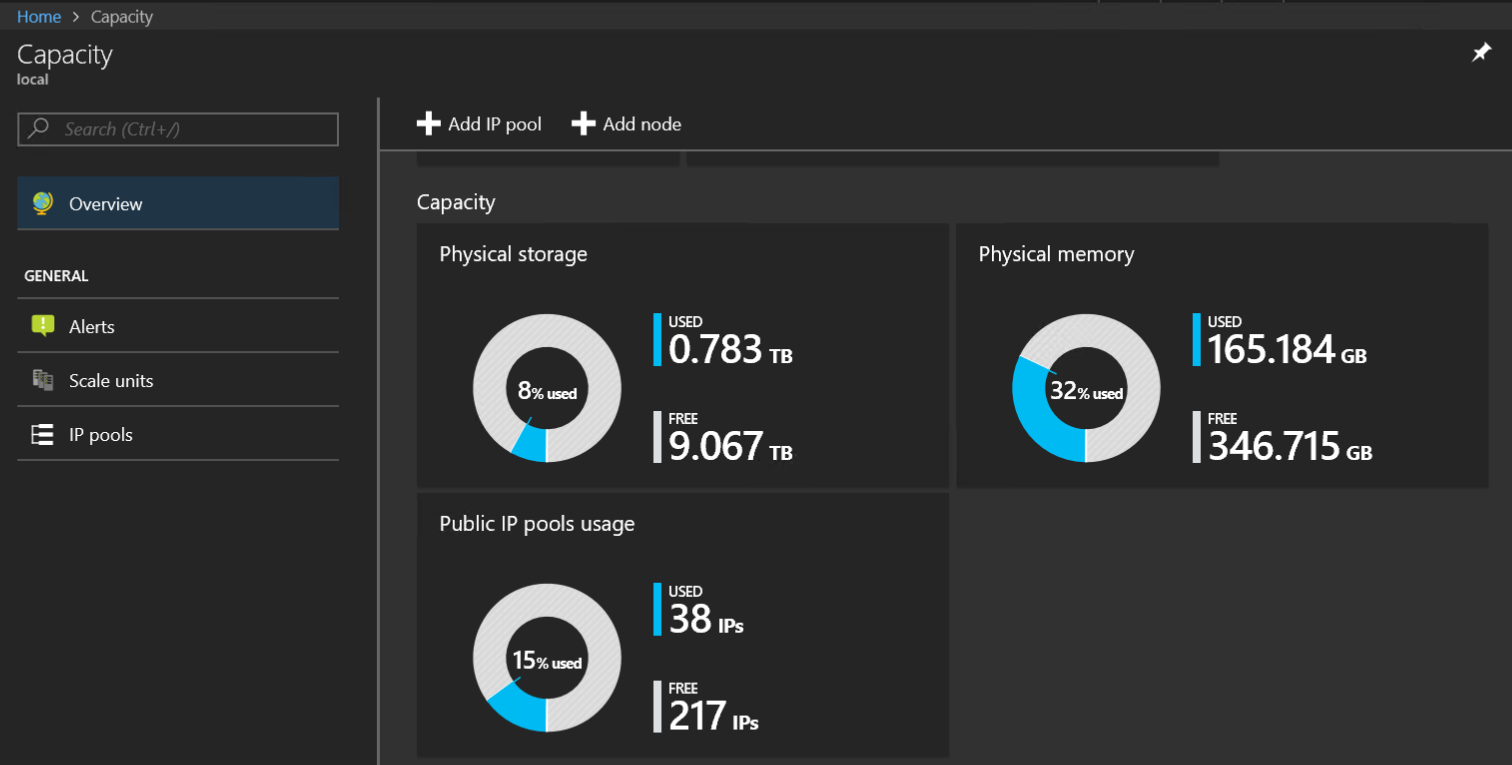 Home > Capacity
Capacity
local
Search (Ctrl+/)
Overview
GENERAL
Alerts
Scale units
IP pools
Add IP pool
Add node
Capacity
Physical storage
8% used
USED
0.783 TB
FREE
9.067 TB
Physical memory
32% used
USED
165.184 GB
FREE
346.715 GB
Public IP pools usage
15% used
USED
38 IPs
FREE
217 IPs